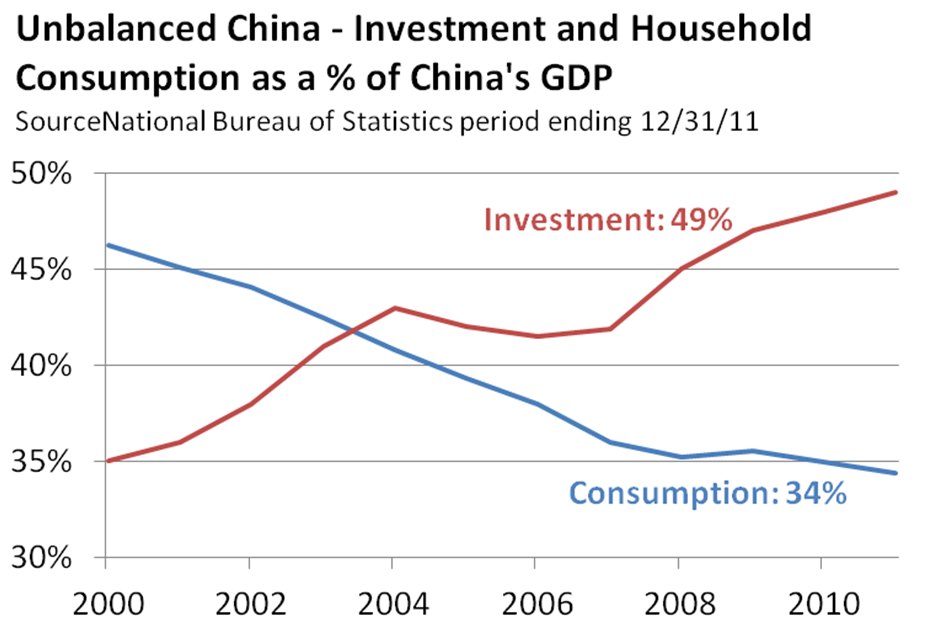 Unbalanced China - Investment and Household
Consumption as a % of China's GDP
SourceNational Bureau of Statistics period ending 12/31/11
50%
Investment: 49%
45%
40%
35%
Consumption: 34%
30%
2000 2002 2004 2006 2008 2010